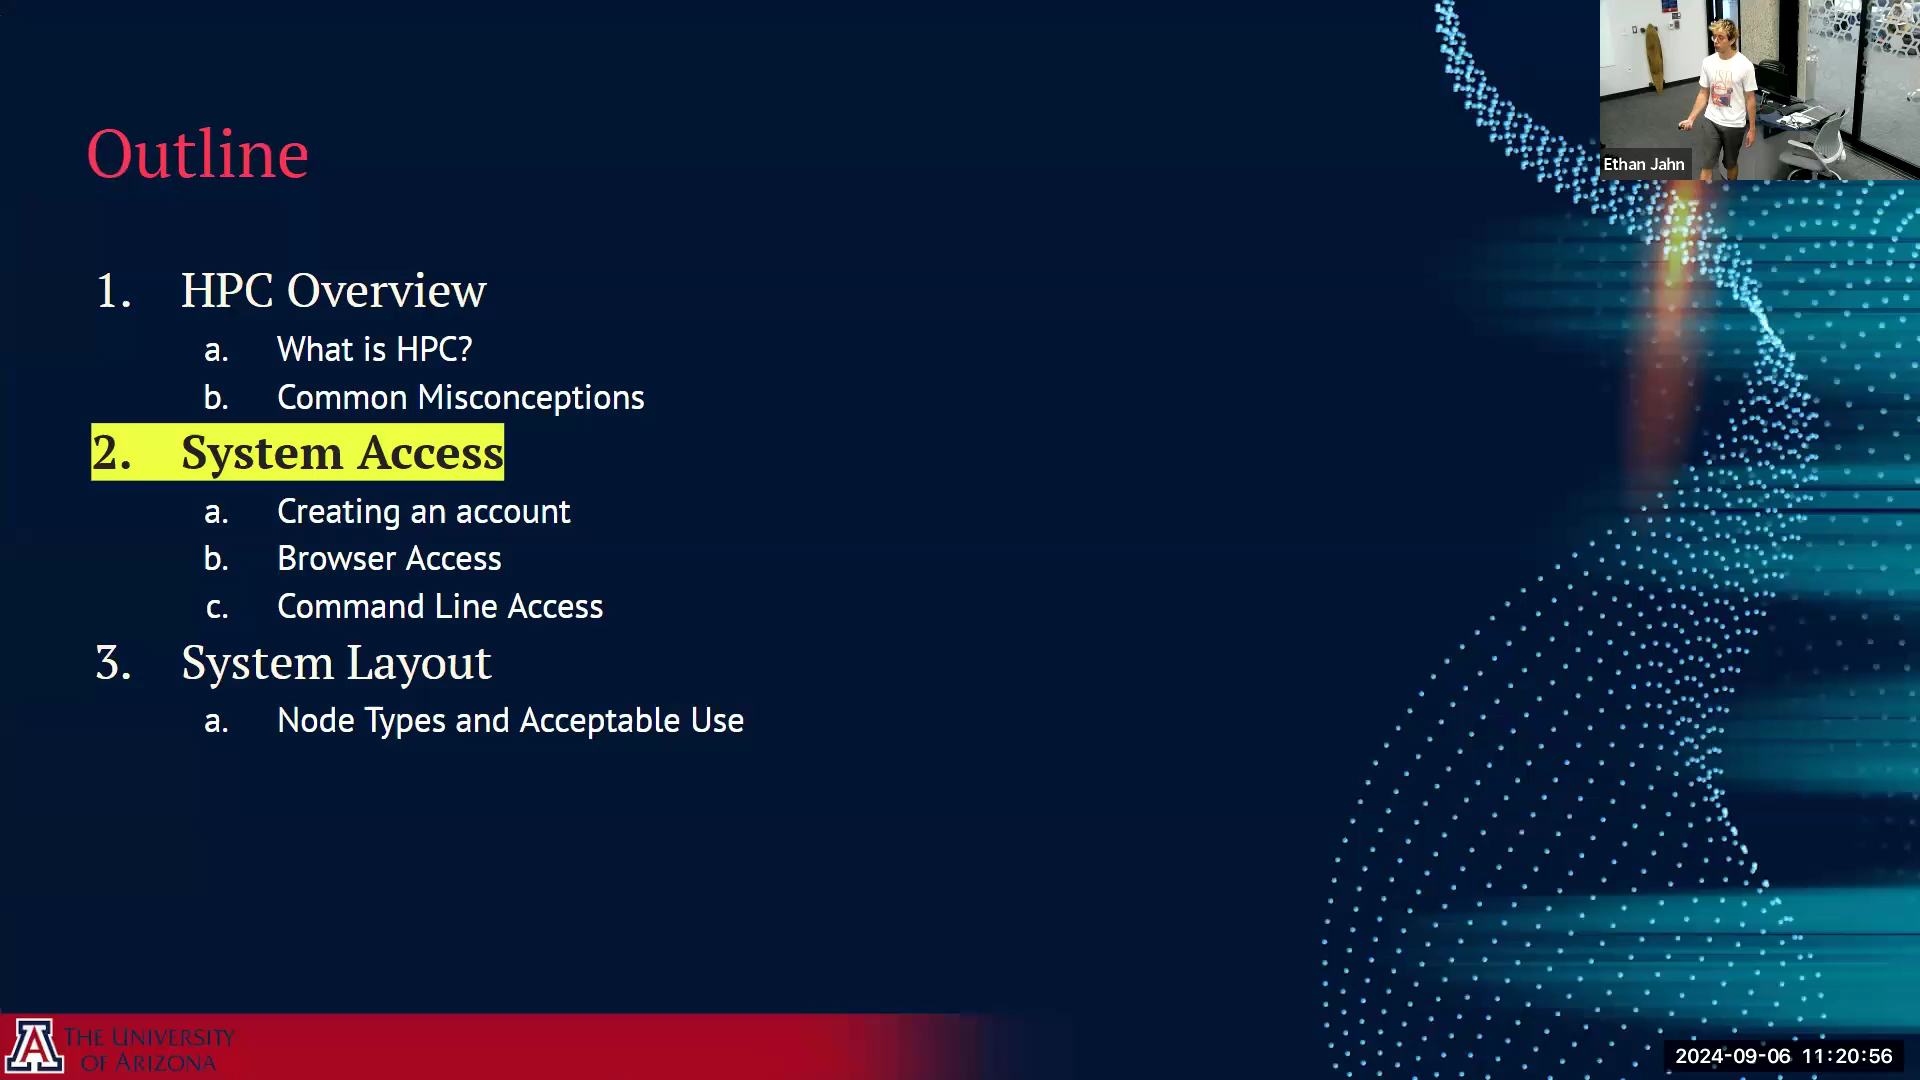 Outline
1. HPC Overview
a. What is HPC?
b. Common Misconceptions
2. System Access
a. Creating an account
b. Browser Access
c. Command Line Access
3. System Layout
a. Node Types and Acceptable Use
Ethan Jahn
A
THE UNIVERSITY
OF ARIZONA
2024-09-06 11:20:56